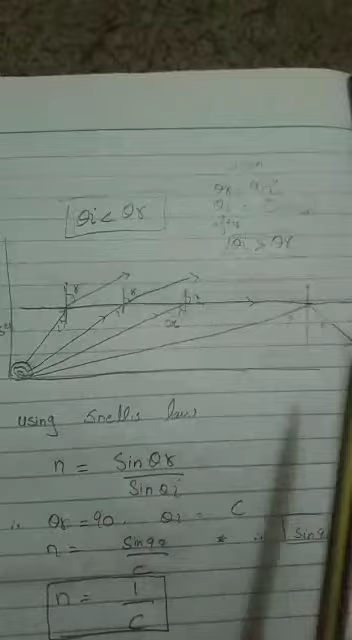 θi < θr
θi > θr
using snell's law
n = Sin θr / Sin θi
∴ θr = 90 . θi = C
n = Sin 90 / C * ∴
n = 1 / C